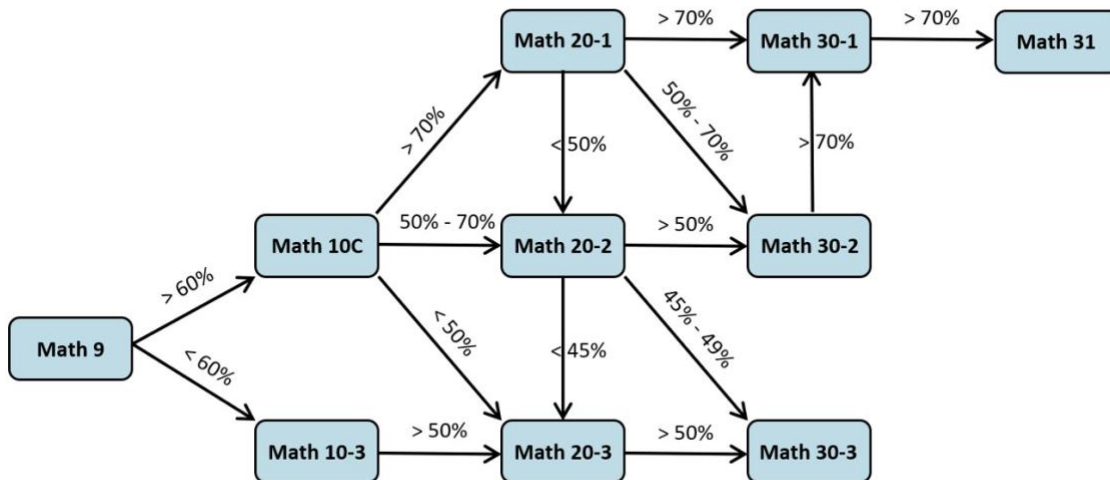 Math 20-1
> 70%
Math 30-1
> 70%
Math 31
> 70%
< 50%
50% - 70%
> 70%
Math 10C
50% - 70%
Math 20-2
> 50%
Math 30-2
> 60%
Math 9
< 60%
< 50%
< 45%
45% - 49%
Math 10-3
> 50%
Math 20-3
> 50%
Math 30-3